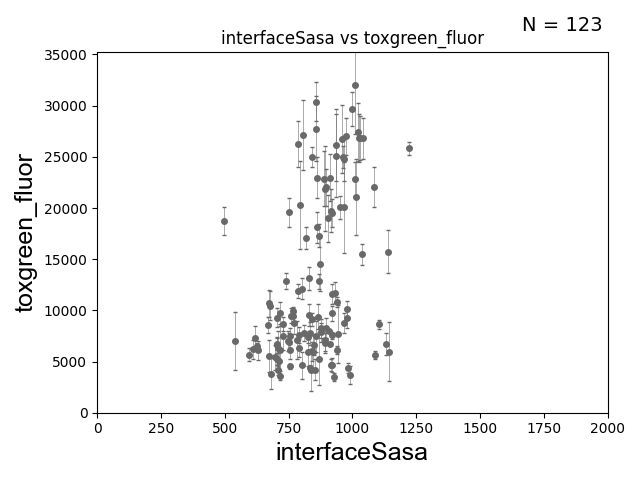 N = 123
interfaceSasa vs toxgreen_fluor
35000
30000
25000
20000
15000
10000
5000
0
toxgreen_fluor
0 250 500 750 1000 1250 1500 1750 2000
interfaceSasa